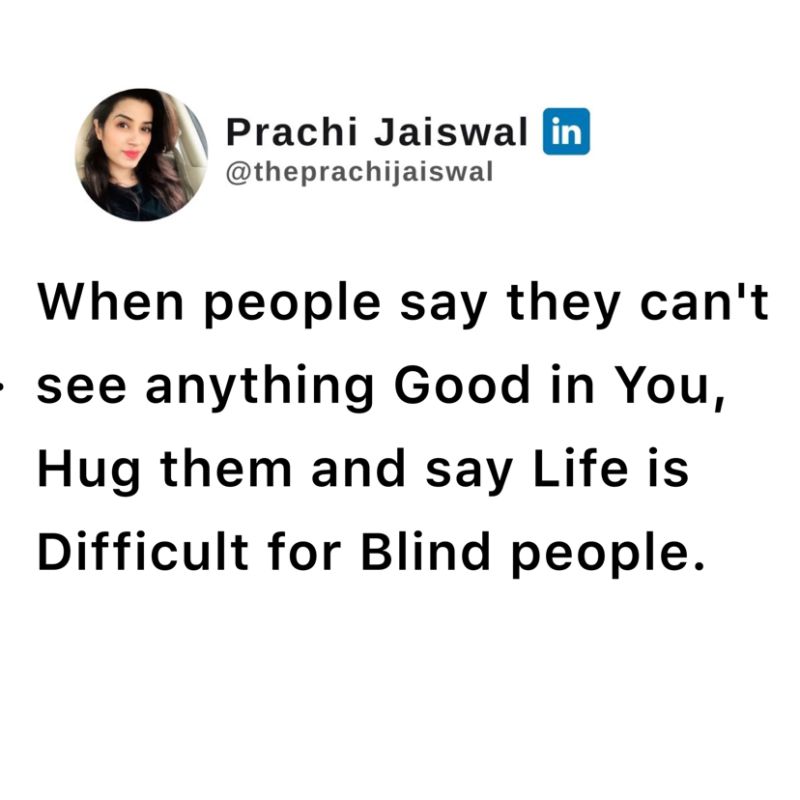 Prachi Jaiswal in
@theprachijaiswal
When people say they can't
see anything Good in You,
Hug them and say Life is
Difficult for Blind people.